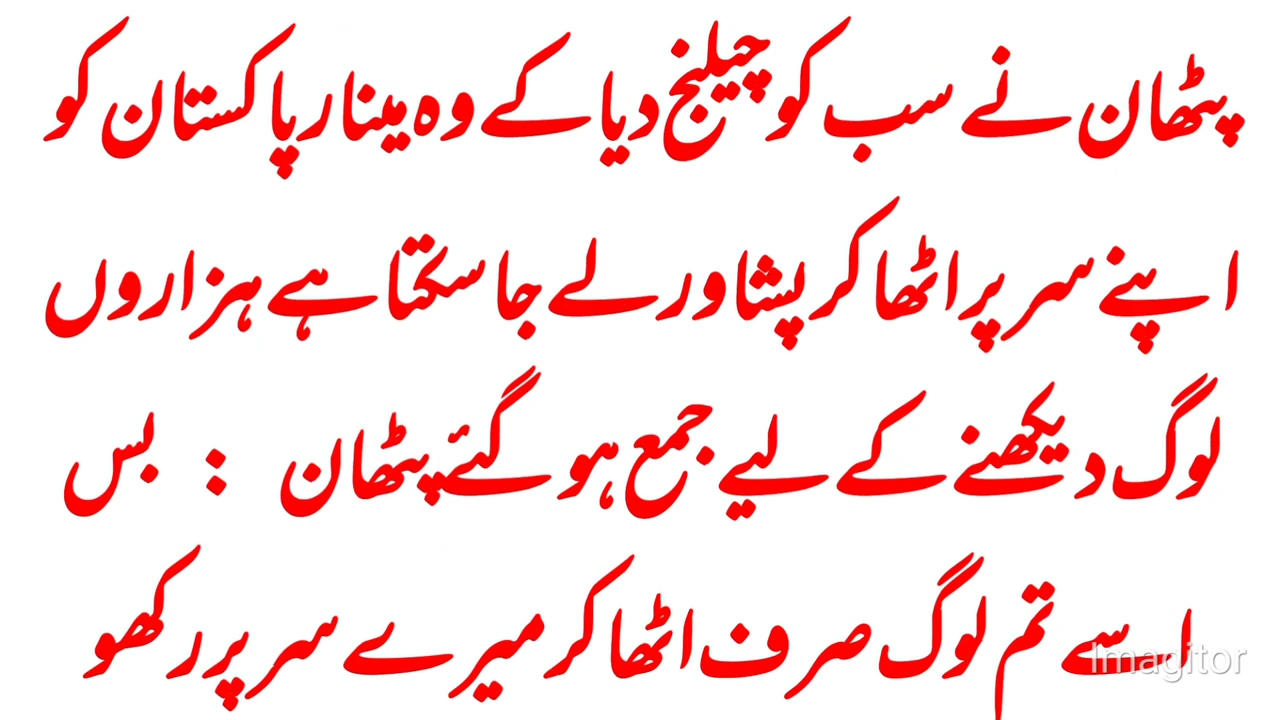 پٹھان نے سب کو چیلنج دیا کے وہ مینار پاکستان کو
اپنے سر پر اٹھا کر پشاور لے جا سکتا ہے ہزاروں
لوگ دیکھنے کے لیے جمع ہو گئے پٹھان : بس
اسے تم لوگ صرف اٹھا کر میرے سر پر رکھو
Imagitor